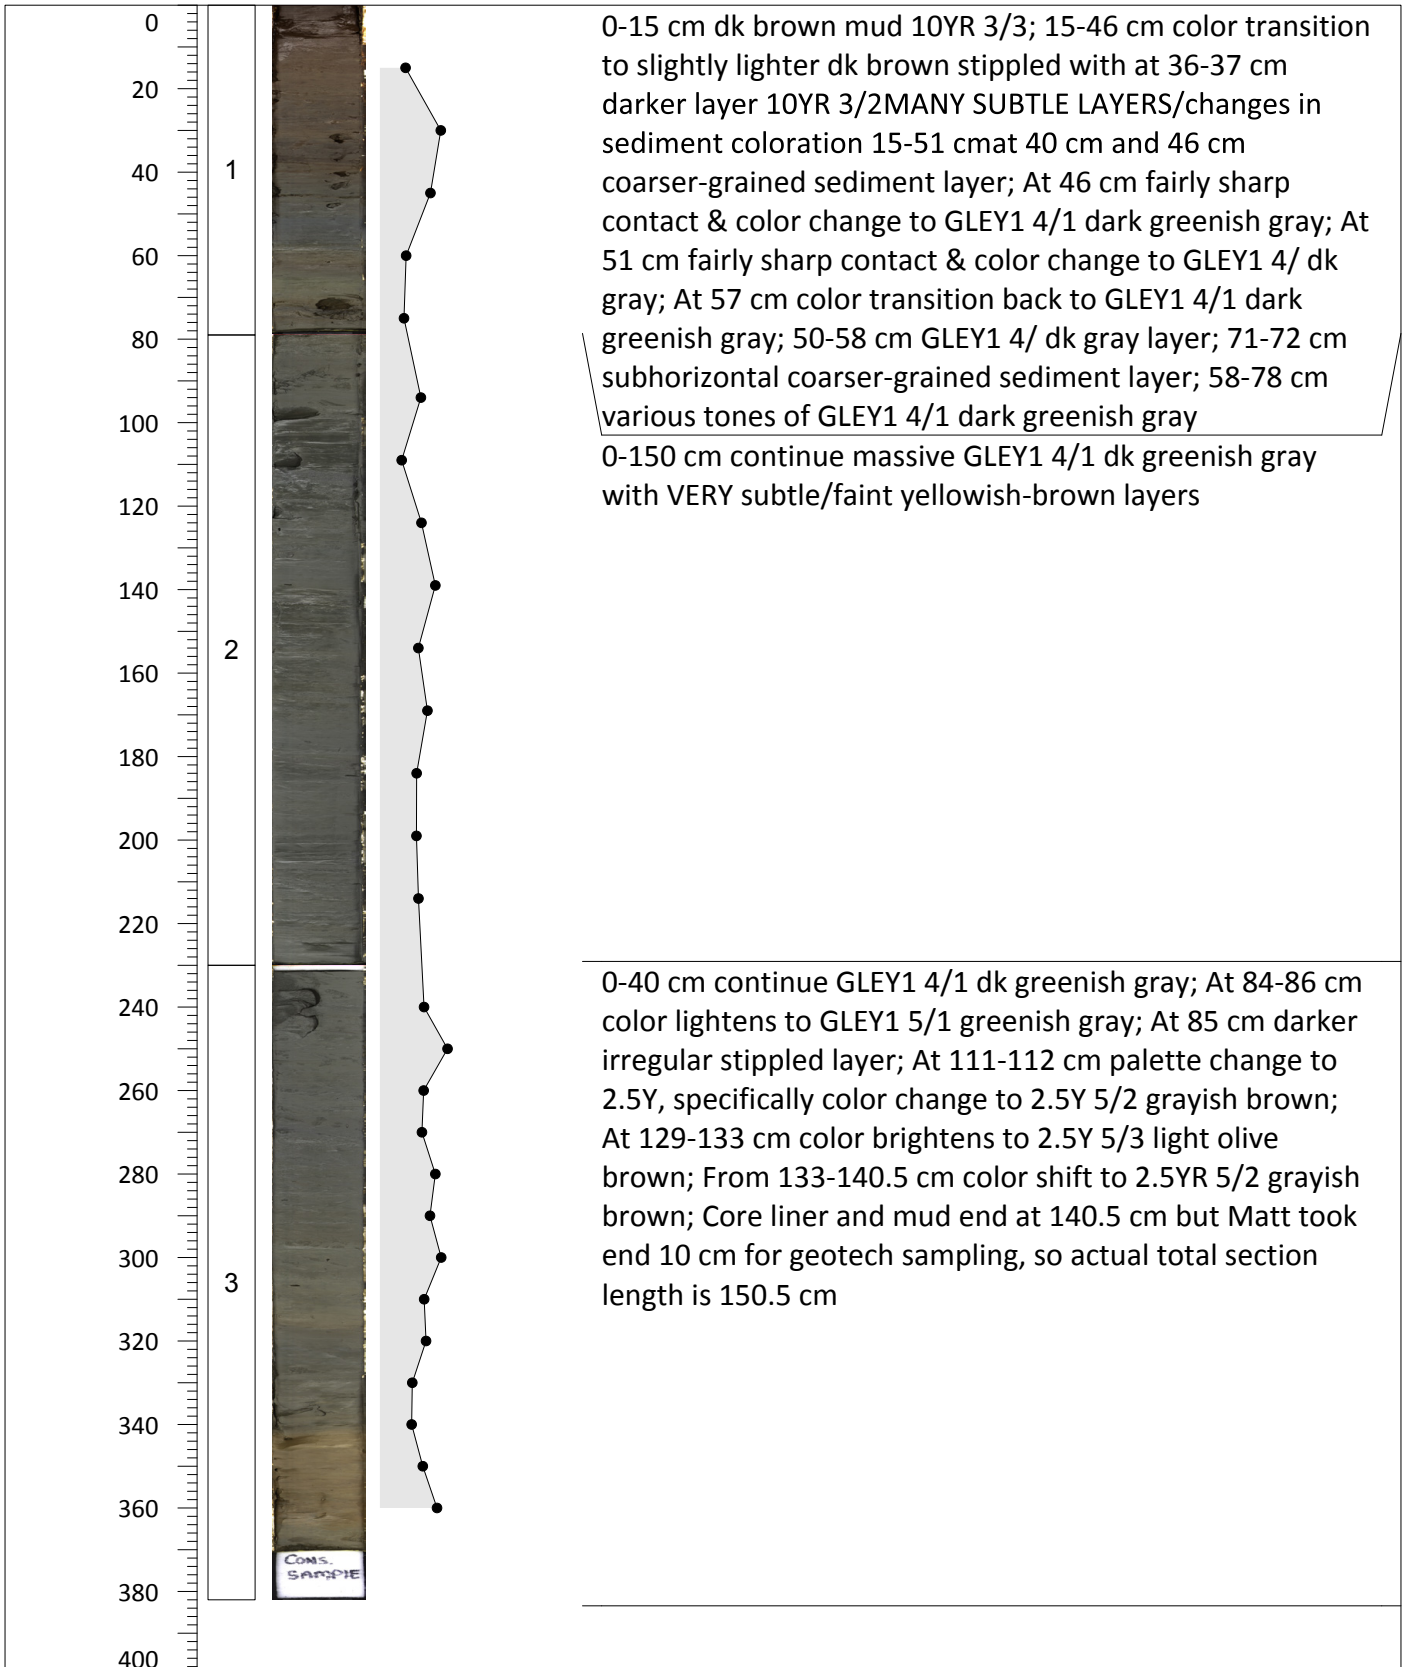 0
20
40
60
80
100
120
140
160
180
200
220
240
260
280
300
320
340
360
380
400
1
2
3
CONS.
SAMPLE
0-15 cm dk brown mud 10YR 3/3; 15-46 cm color transition
to slightly lighter dk brown stippled with at 36-37 cm
darker layer 10YR 3/2MANY SUBTLE LAYERS/changes in
sediment coloration 15-51 cmat 40 cm and 46 cm
coarser-grained sediment layer; At 46 cm fairly sharp
contact & color change to GLEY1 4/1 dark greenish gray; At
51 cm fairly sharp contact & color change to GLEY1 4/ dk
gray; At 57 cm color transition back to GLEY1 4/1 dark
greenish gray; 50-58 cm GLEY1 4/ dk gray layer; 71-72 cm
subhorizontal coarser-grained sediment layer; 58-78 cm
various tones of GLEY1 4/1 dark greenish gray
0-150 cm continue massive GLEY1 4/1 dk greenish gray
with VERY subtle/faint yellowish-brown layers
0-40 cm continue GLEY1 4/1 dk greenish gray; At 84-86 cm
color lightens to GLEY1 5/1 greenish gray; At 85 cm darker
irregular stippled layer; At 111-112 cm palette change to
2.5Y, specifically color change to 2.5Y 5/2 grayish brown;
At 129-133 cm color brightens to 2.5Y 5/3 light olive
brown; From 133-140.5 cm color shift to 2.5YR 5/2 grayish
brown; Core liner and mud end at 140.5 cm but Matt took
end 10 cm for geotech sampling, so actual total section
length is 150.5 cm